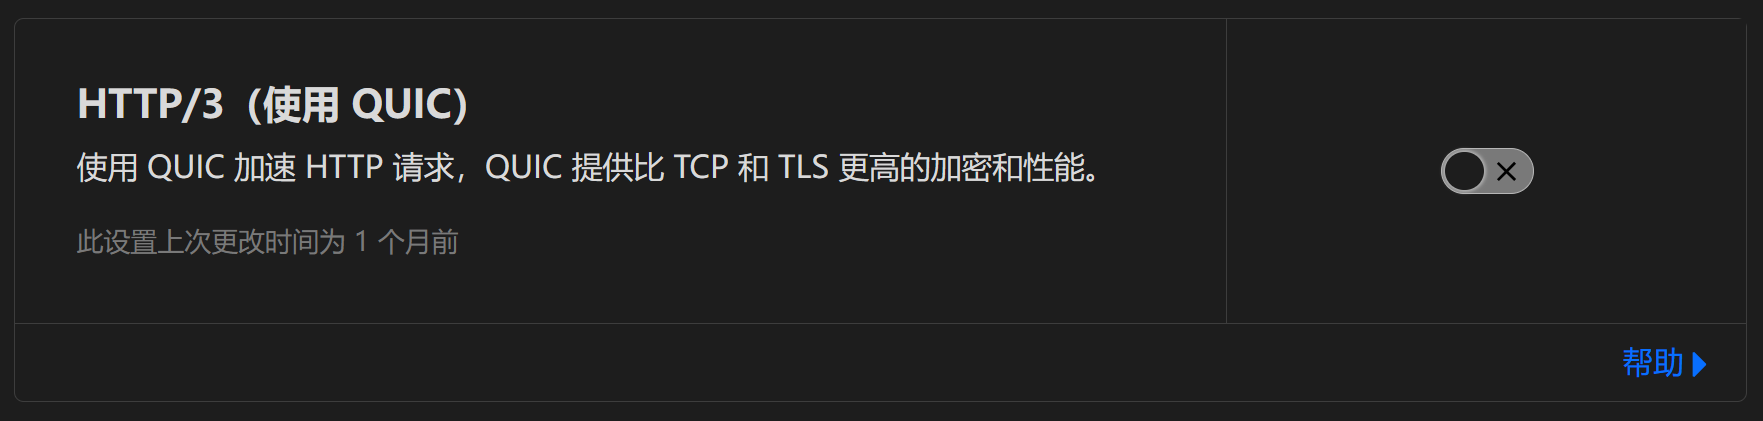 HTTP/3（使用 QUIC）
使用 QUIC 加速 HTTP 请求，QUIC 提供比 TCP 和 TLS 更高的加密和性能。
此设置上次更改时间为 1 个月前
帮助